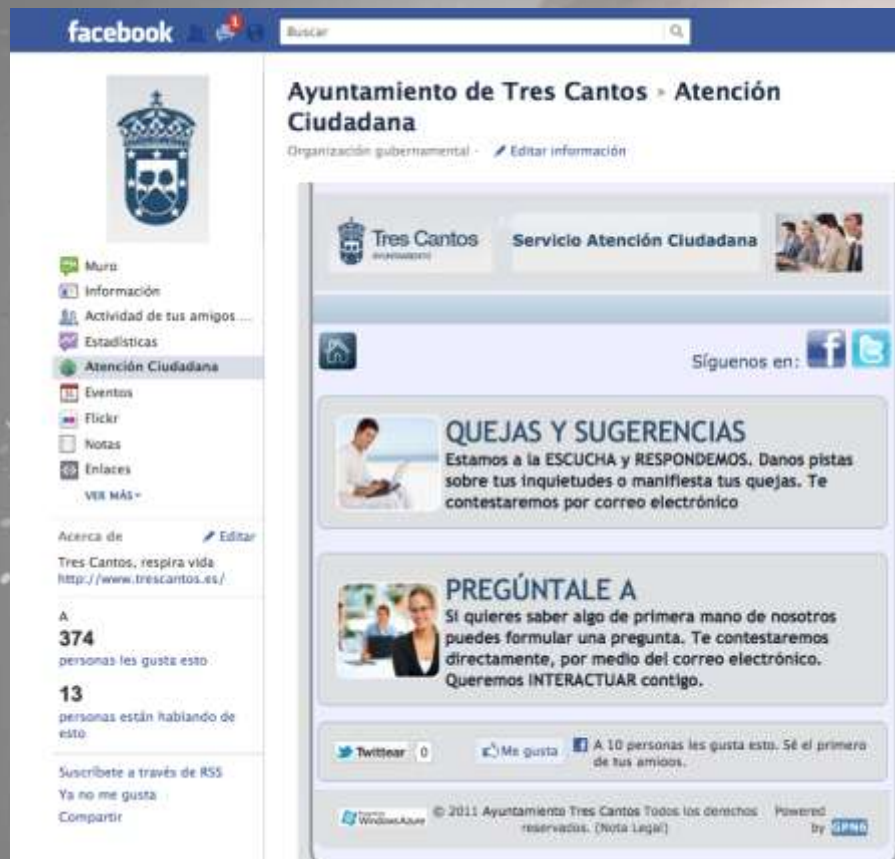 facebook
1
Buscar
Ayuntamiento de Tres Cantos ▸ Atención
Ciudadana
Organización gubernamental · Editar información
Muro
Información
Actividad de tus amigos ...
Estadísticas
Atención Ciudadana
31 Eventos
Flickr
Notas
Enlaces
VER MÁS
Acerca de Editar
Tres Cantos, respira vida
http://www.trescantos.es/
A
374
personas les gusta esto
13
personas están hablando de
esto
Suscríbete a través de RSS
Ya no me gusta
Compartir
Tres Cantos
AYUNTAMIENTO
Servicio Atención Ciudadana
Síguenos en:
QUEJAS Y SUGERENCIAS
Estamos a la ESCUCHA y RESPONDEMOS. Danos pistas
sobre tus inquietudes o manifiesta tus quejas. Te
contestaremos por correo electrónico
PREGÚNTALE A
Si quieres saber algo de primera mano de nosotros
puedes formular una pregunta. Te contestaremos
directamente, por medio del correo electrónico.
Queremos INTERACTUAR contigo.
Twittear 0
Me gusta
A 10 personas les gusta esto. Sé el primero
de tus amigos.
Windows Azure
© 2011 Ayuntamiento Tres Cantos Todos los derechos
reservados. (Nota Legal)
Powered
by